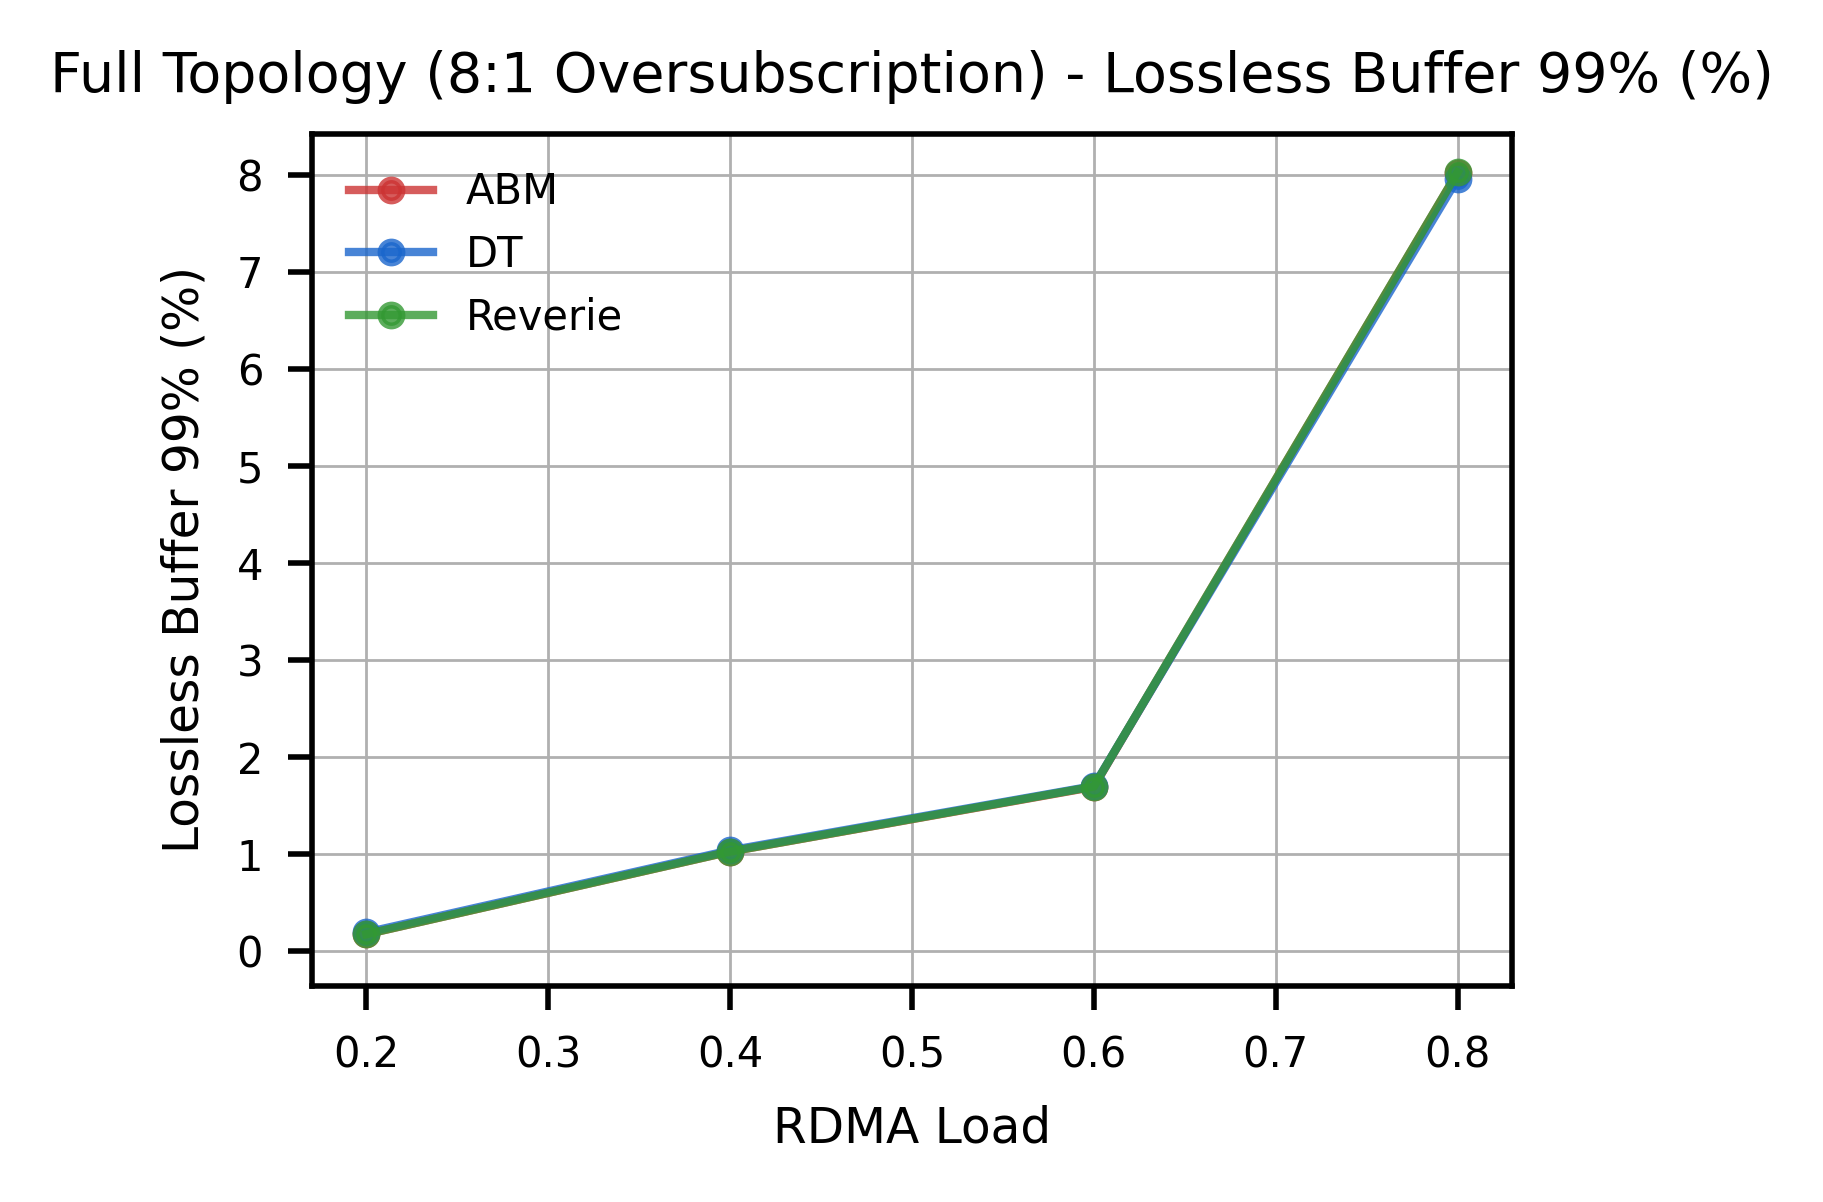 Full Topology (8:1 Oversubscription) - Lossless Buffer 99% (%)
Lossless Buffer 99% (%)
8
7
6
5
4
3
2
1
0
ABM
DT
Reverie
0.2 0.3 0.4 0.5 0.6 0.7 0.8
RDMA Load